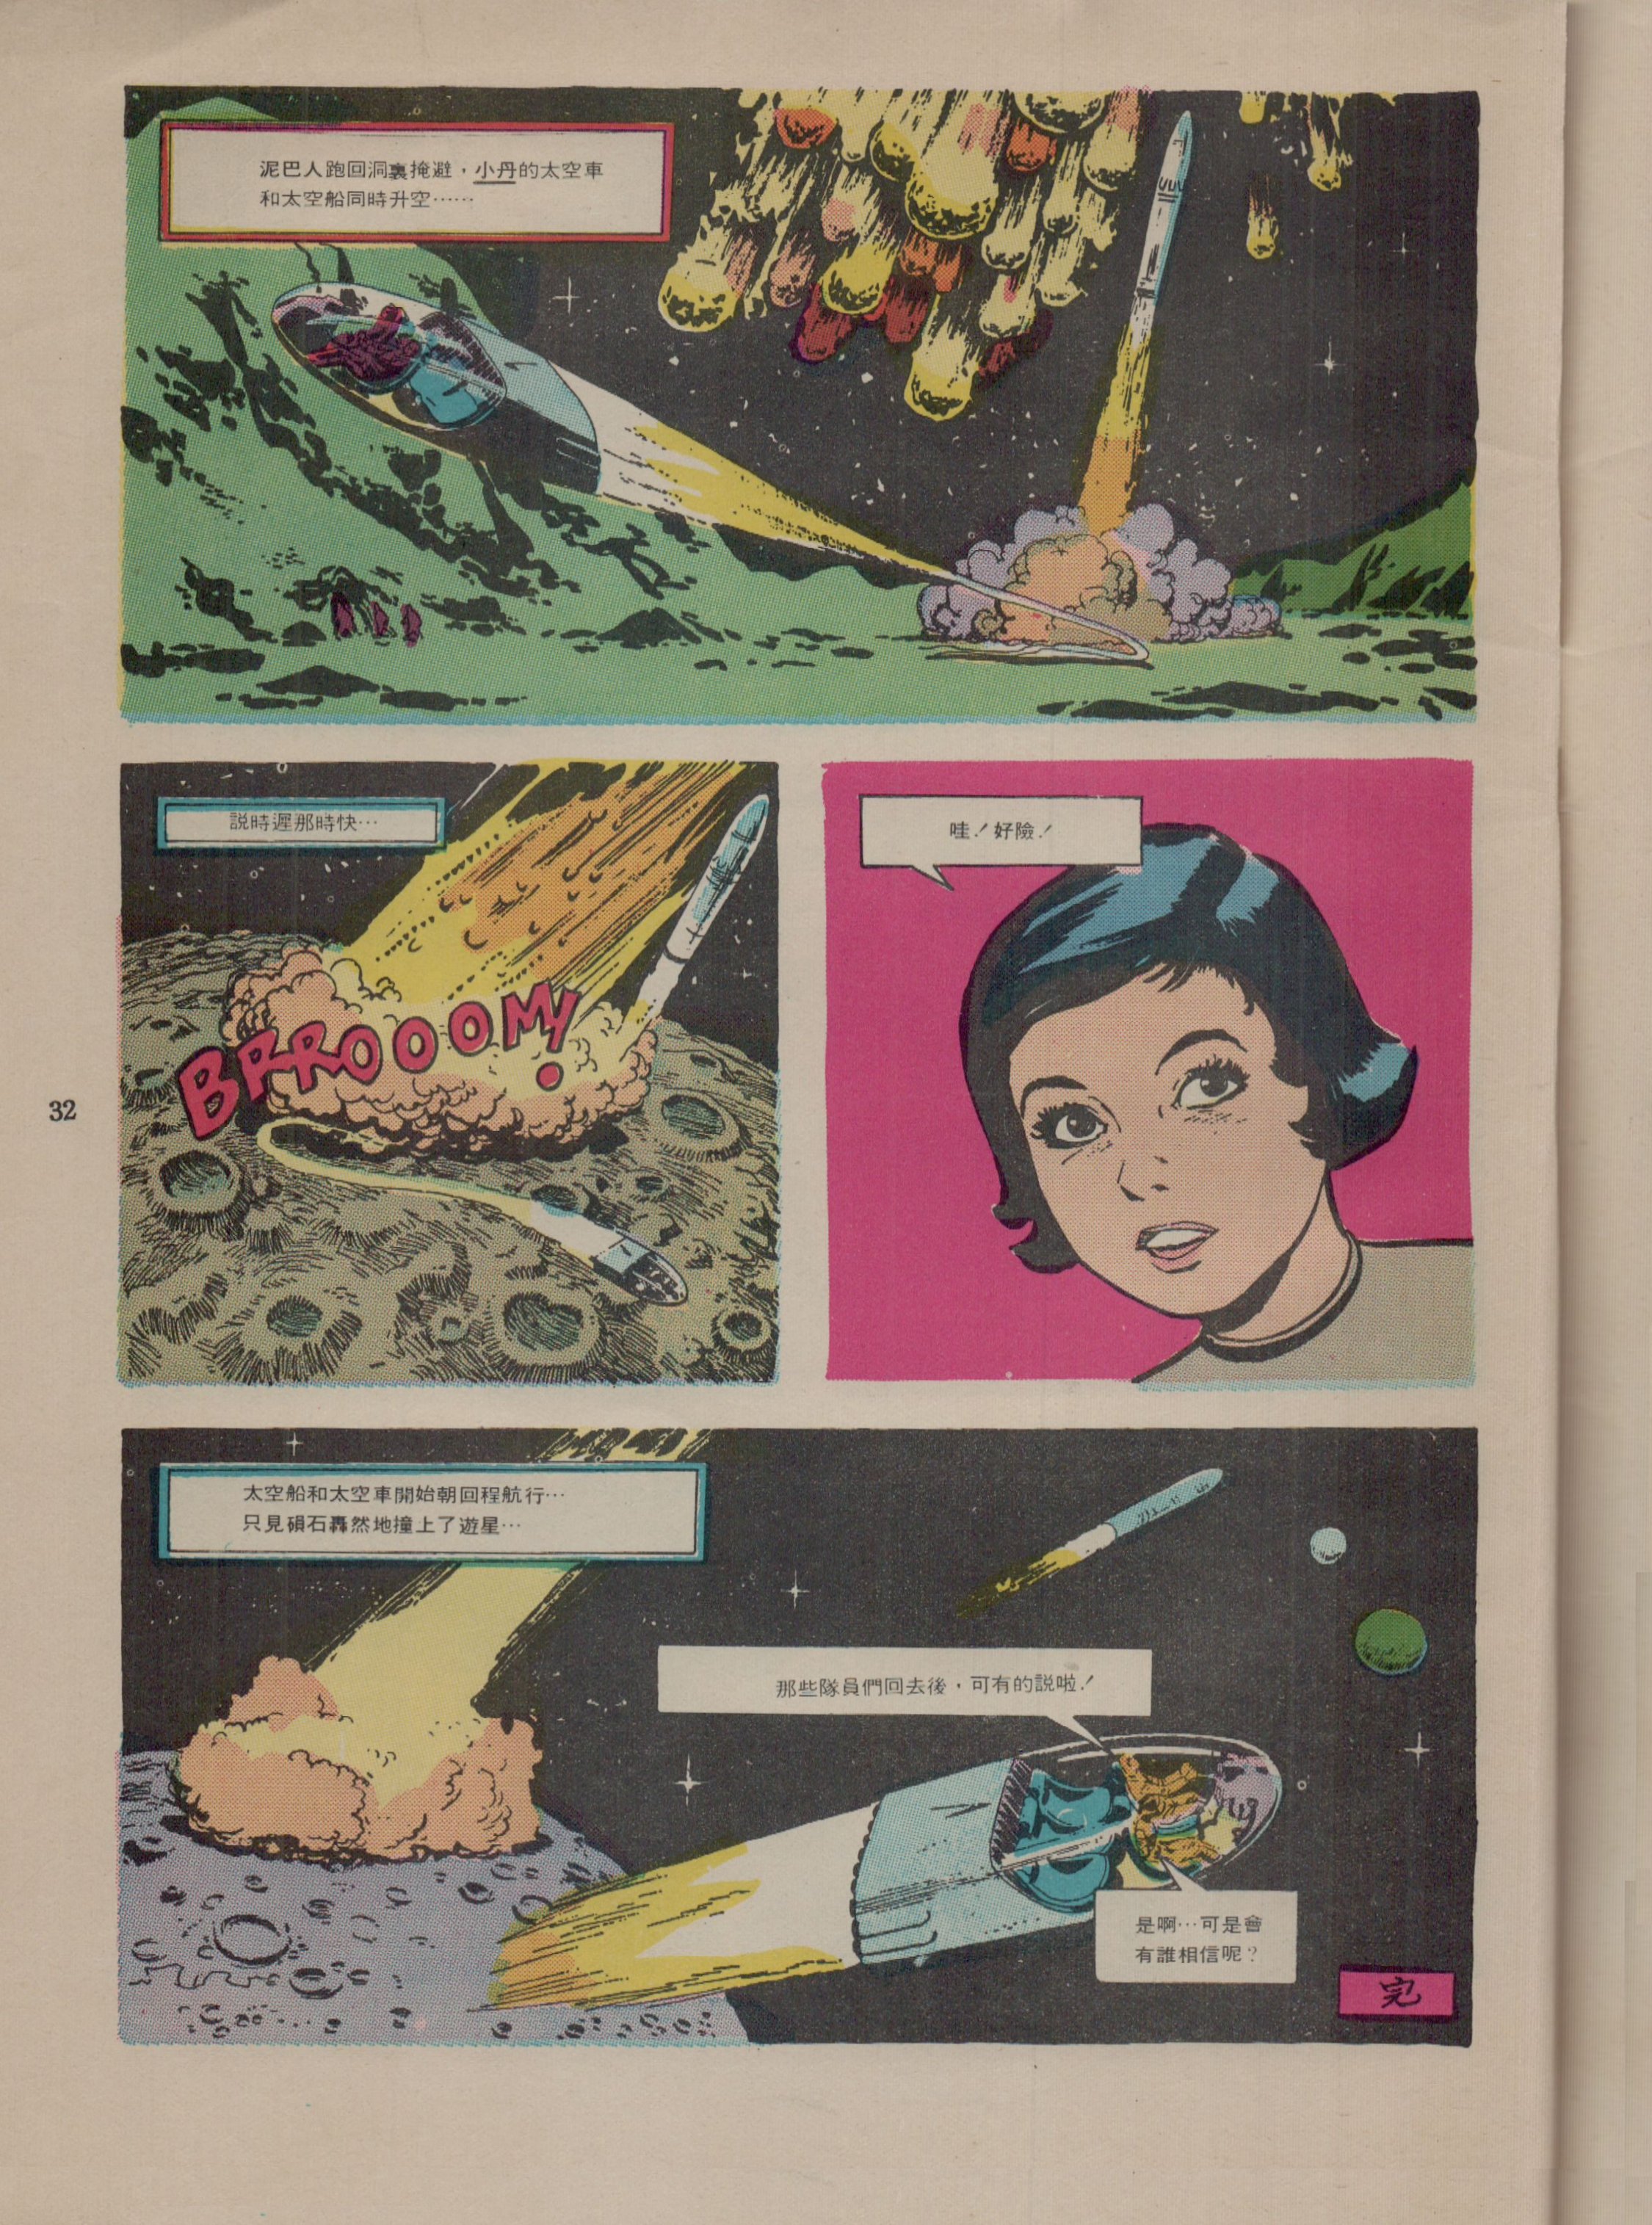 泥巴人跑回洞裏掩避，小丹的太空車
和太空船同時升空……
説時遲那時快…
哇！好險！
BRROOOM!
32
太空船和太空車開始朝回程航行…
只見隕石轟然地撞上了遊星…
那些隊員們回去後，可有的説啦！
是啊…可是會
有誰相信呢？
完